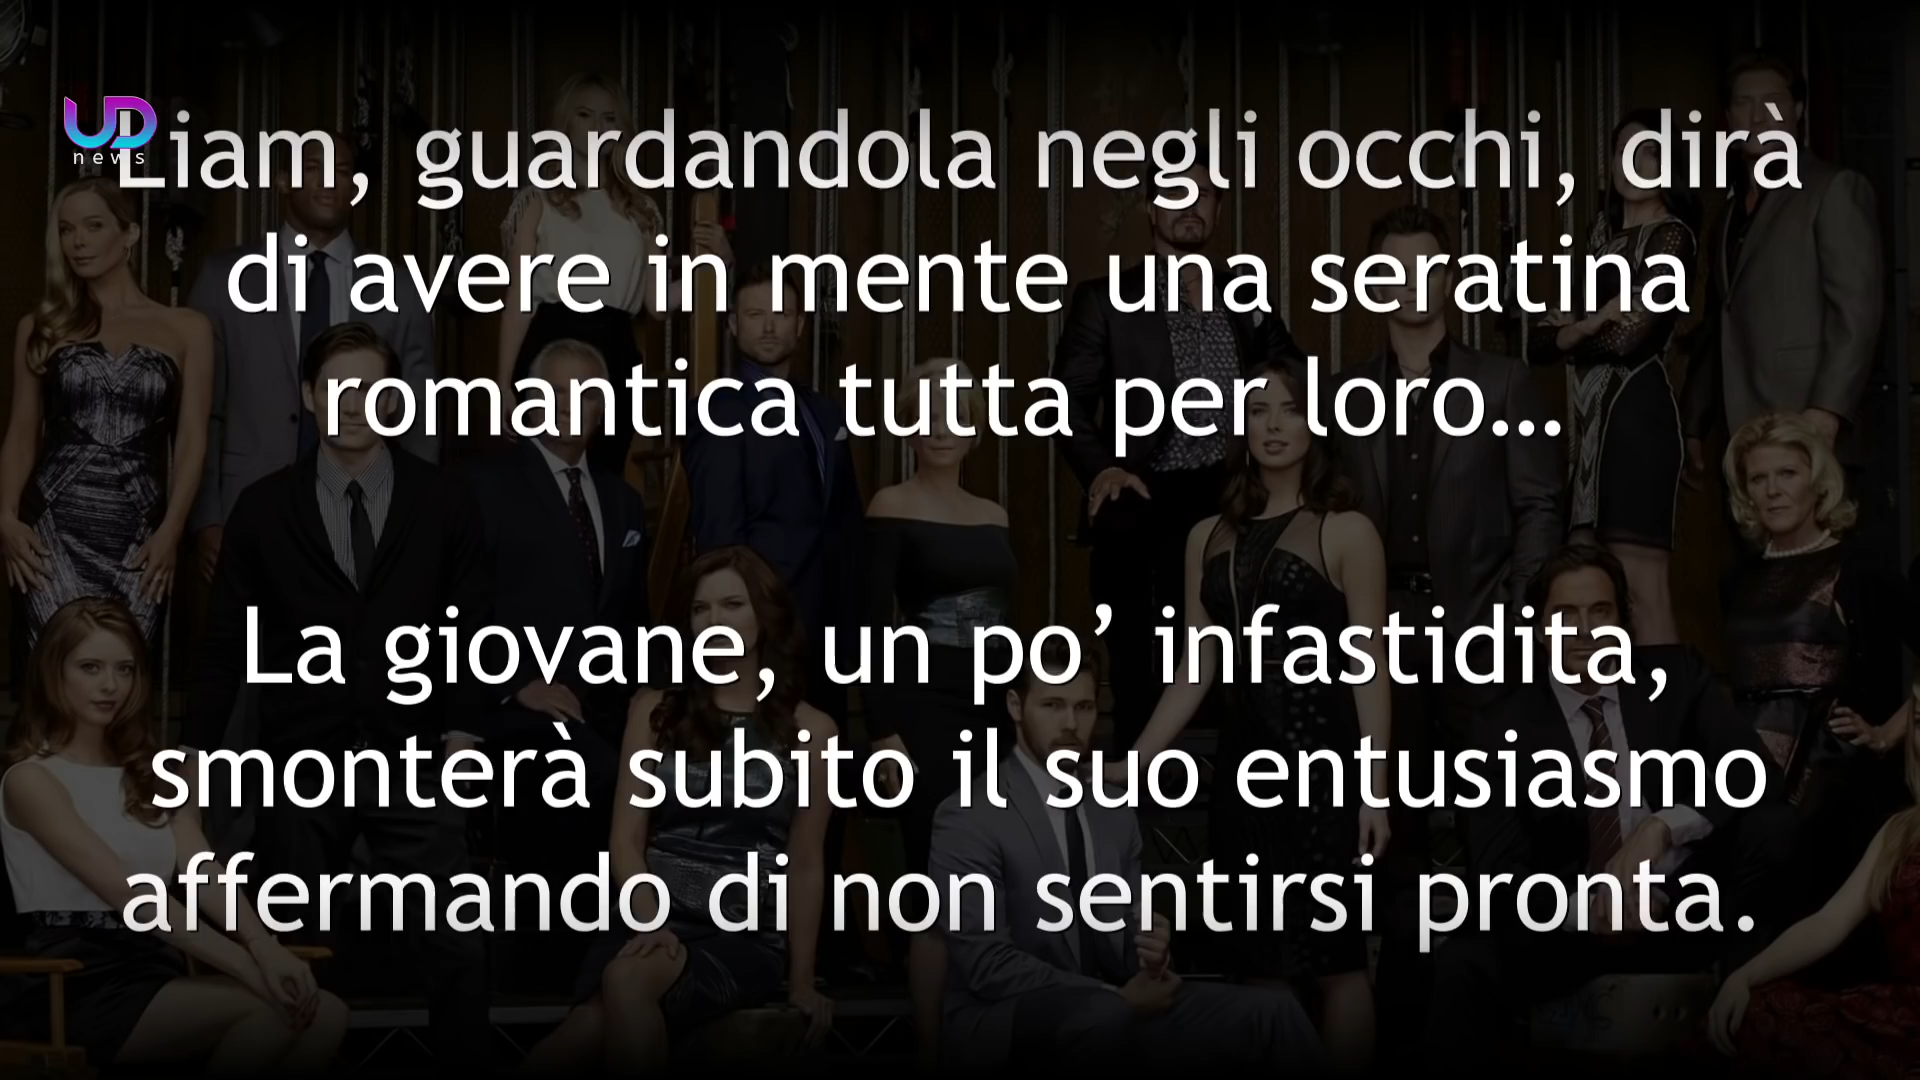 UD
news
Liam, guardandola negli occhi, dirà
di avere in mente una seratina
romantica tutta per loro...
La giovane, un po’ infastidita,
smonterà subito il suo entusiasmo
affermando di non sentirsi pronta.